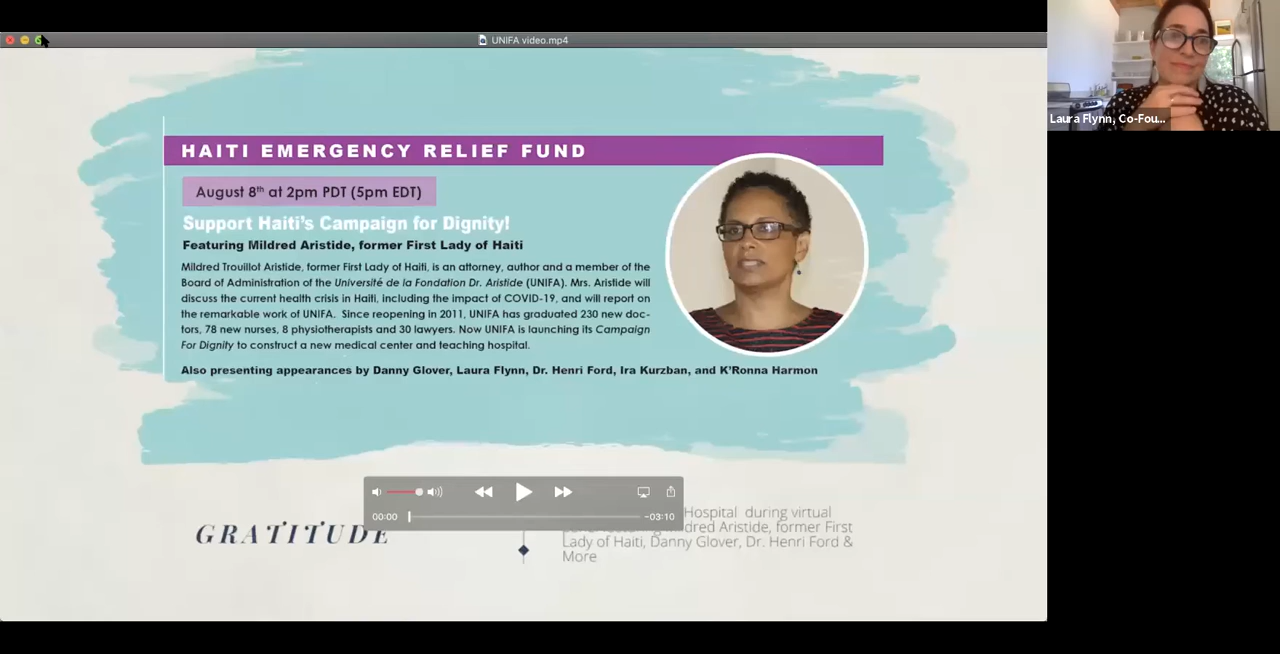 UNIFA video.mp4
Laura Flynn, Co-Fou...
HAITI EMERGENCY RELIEF FUND
August 8th at 2pm PDT (5pm EDT)
Support Haiti's Campaign for Dignity!
Featuring Mildred Aristide, former First Lady of Haiti
Mildred Trouillot Aristide, former First Lady of Haiti, is an attorney, author and a member of the
Board of Administration of the Université de la Fondation Dr. Aristide (UNIFA). Mrs. Aristide will
discuss the current health crisis in Haiti, including the impact of COVID-19, and will report on
the remarkable work of UNIFA. Since reopening in 2011, UNIFA has graduated 230 new doc-
tors, 78 new nurses, 8 physiotherapists and 30 lawyers. Now UNIFA is launching its Campaign
For Dignity to construct a new medical center and teaching hospital.
Also presenting appearances by Danny Glover, Laura Flynn, Dr. Henri Ford, Ira Kurzban, and K'Ronna Harmon
00:00
-03:10
GRATITUDE
Hospital during virtual
Aristide, former First
Lady of Haiti, Danny Glover, Dr. Henri Ford &
More